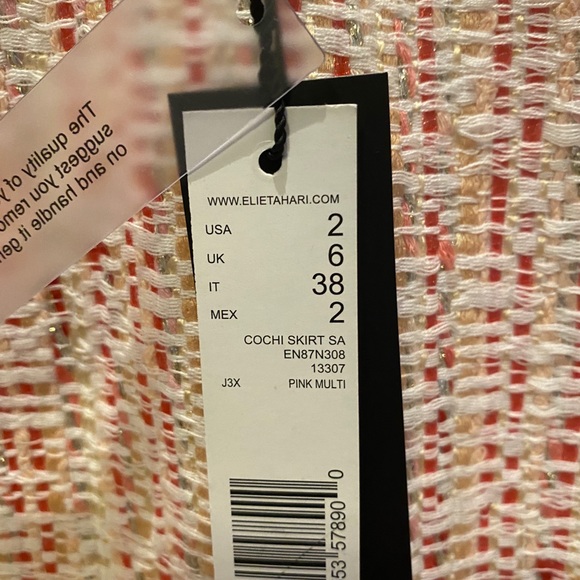 The quality of
suggest you remo
on and handle it ge
WWW.ELIETAHARI.COM
USA 2
UK 6
IT 38
MEX 2
COCHI SKIRT SA
EN87N308
13307
J3X PINK MULTI
53 57890 0